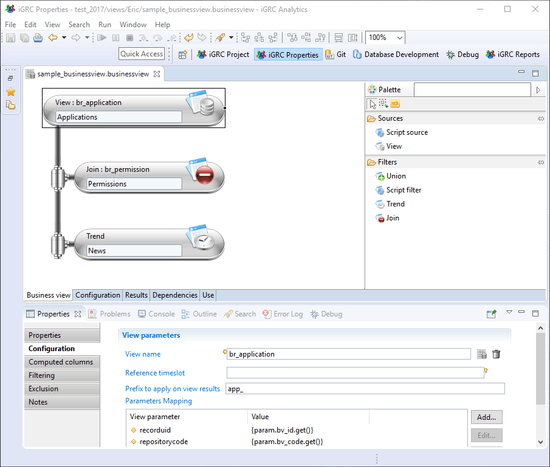 iGRC Properties - test_2017/views/Eric/sample_businessview.businessview - iGRC Analytics
File Edit View Search Run Window Help
100%
Quick Access
iGRC Project
iGRC Properties
Git
Database Development
Debug
iGRC Reports
sample_businessview.businessview
View : br_application
Applications
Join : br_permission
Permissions
Trend
News
Palette
Sources
Script source
View
Filters
Union
Script filter
Trend
Join
Business view Configuration Results Dependencies Use
Properties Problems Console Outline Search Error Log Debug
Properties
Configuration
Computed columns
Filtering
Exclusion
Notes
View parameters
View name
br_application
Reference timeslot
Prefix to apply on view results
app_
Parameters Mapping
View parameter Value
recorduid {param.bv_id.get()}
repositorycode {param.bv_code.get()}
Add...
Edit...